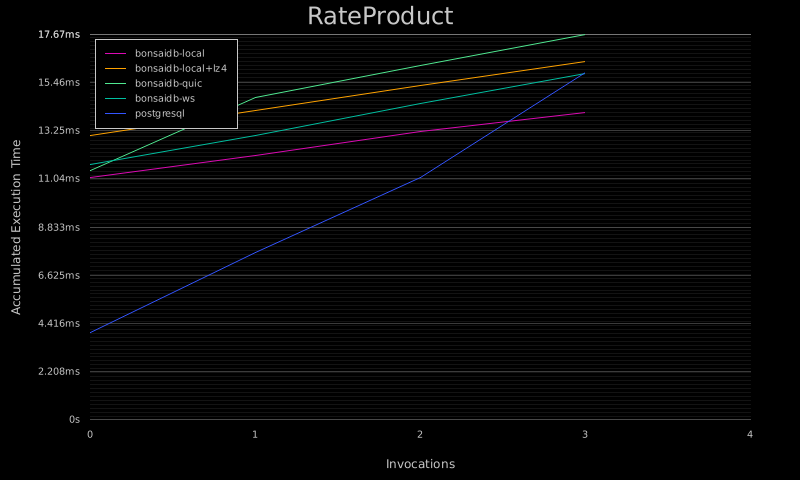 RateProduct
17.67ms
bonsaidb-local
bonsaidb-local+lz4
bonsaidb-quic
bonsaidb-ws
postgresql
15.46ms
13.25ms
11.04ms
8.833ms
6.625ms
4.416ms
2.208ms
0s
Accumulated Execution Time
0 1 2 3 4
Invocations